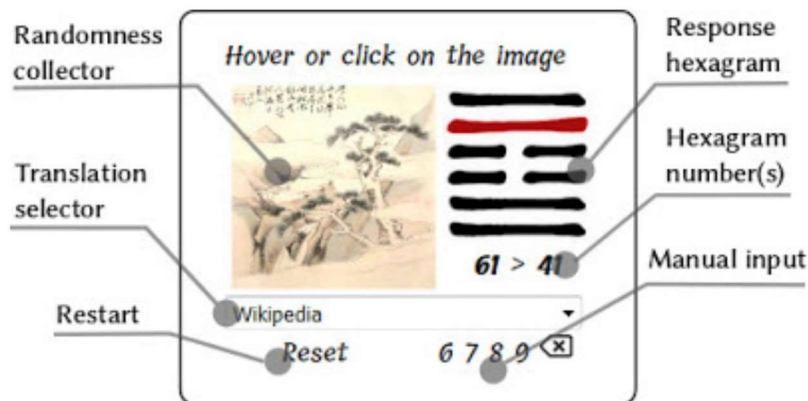 Randomness
collector
Hover or click on the image
Response
hexagram
Translation
selector
Hexagram
number(s)
61 > 41
Manual input
Wikipedia
Restart
Reset
6 7 8 9